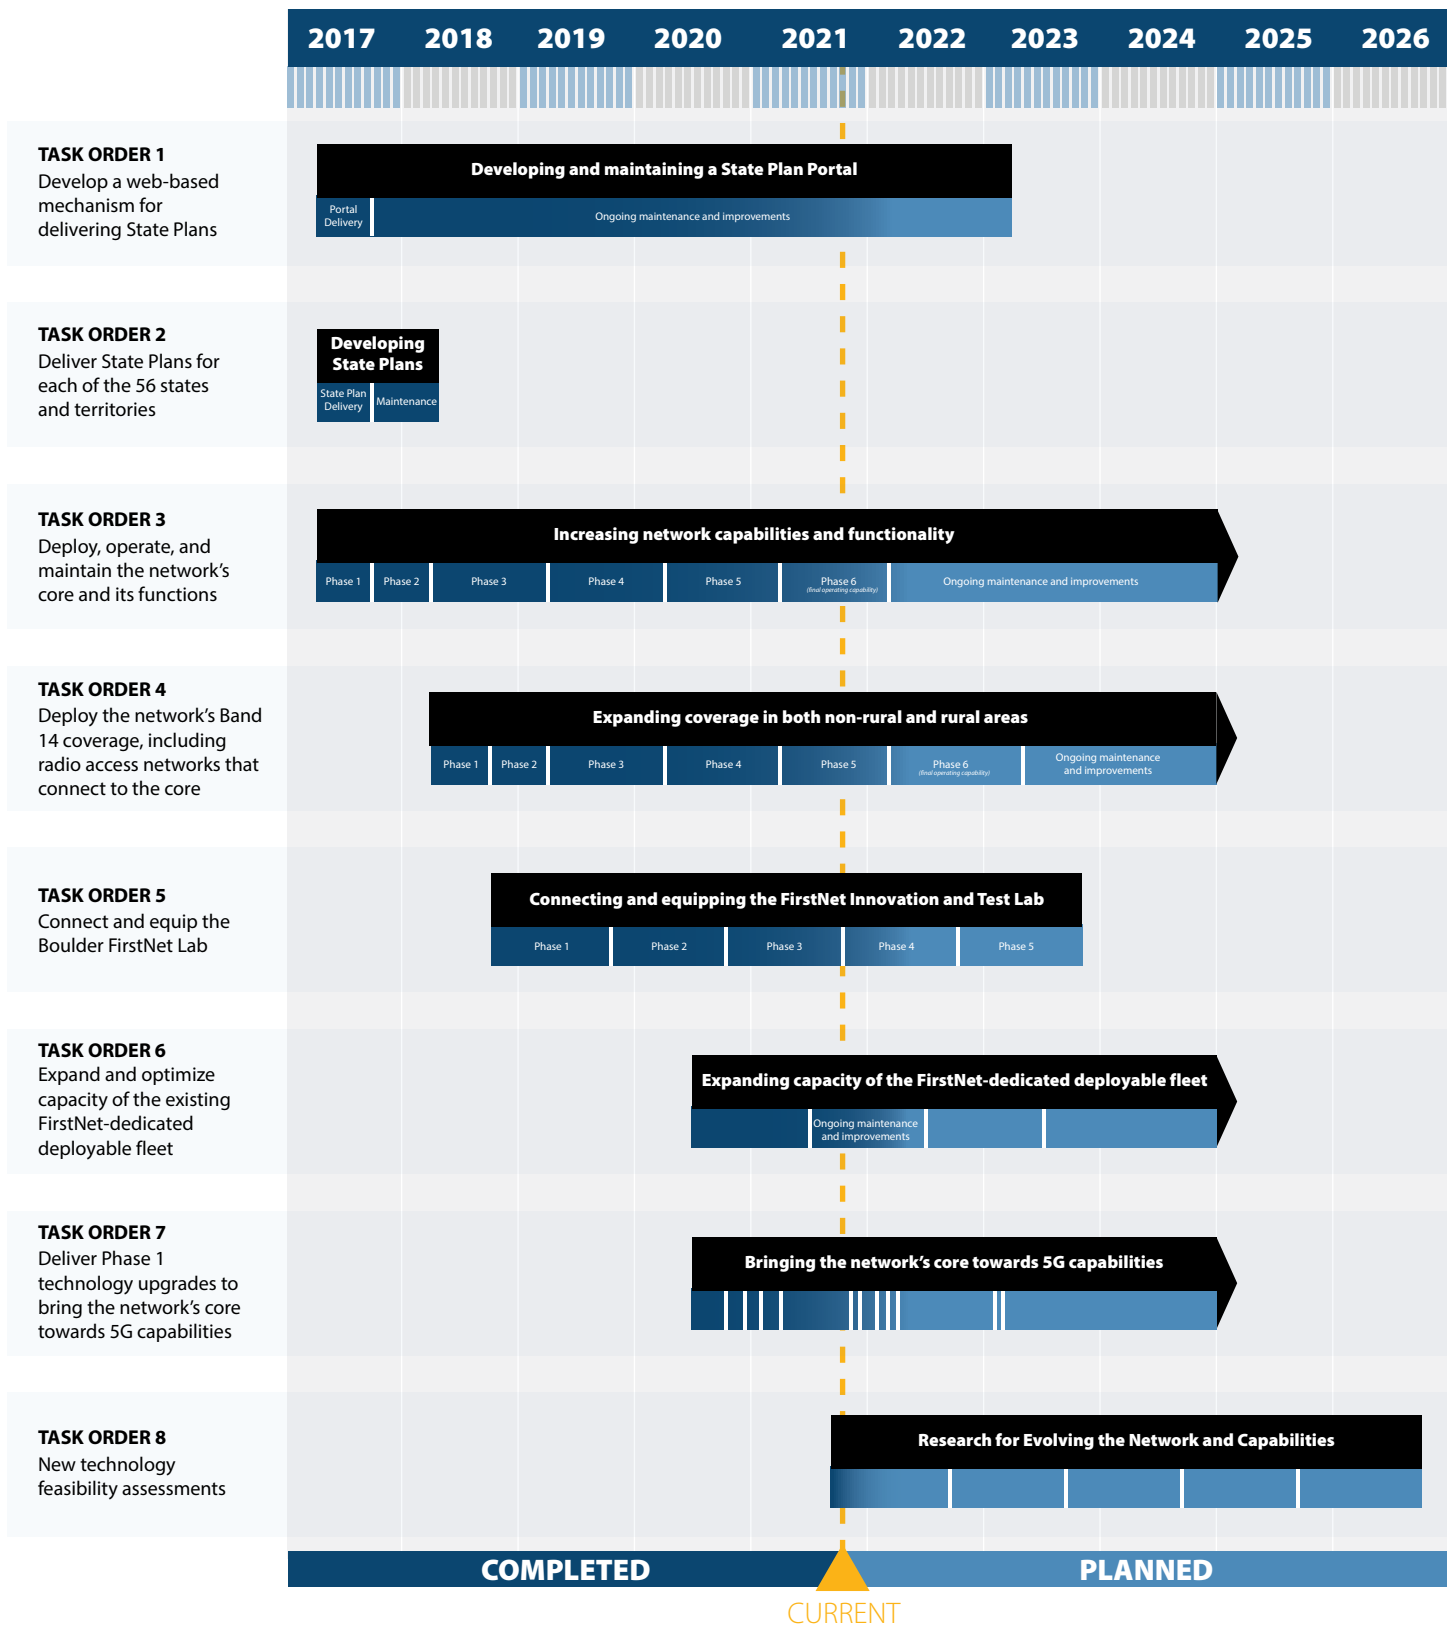 2017 2018 2019 2020 2021 2022 2023 2024 2025 2026
TASK ORDER 1
Develop a web-based
mechanism for
delivering State Plans
Developing and maintaining a State Plan Portal
Portal
Delivery
Ongoing maintenance and improvements
TASK ORDER 2
Deliver State Plans for
each of the 56 states
and territories
Developing
State Plans
State Plan
Delivery
Maintenance
TASK ORDER 3
Deploy, operate, and
maintain the network's
core and its functions
Increasing network capabilities and functionality
Phase 1
Phase 2
Phase 3
Phase 4
Phase 5
Phase 6
(final operating capability)
Ongoing maintenance and improvements
TASK ORDER 4
Deploy the network's Band
14 coverage, including
radio access networks that
connect to the core
Expanding coverage in both non-rural and rural areas
Phase 1
Phase 2
Phase 3
Phase 4
Phase 5
Phase 6
(final operating capability)
Ongoing maintenance
and improvements
TASK ORDER 5
Connect and equip the
Boulder FirstNet Lab
Connecting and equipping the FirstNet Innovation and Test Lab
Phase 1
Phase 2
Phase 3
Phase 4
Phase 5
TASK ORDER 6
Expand and optimize
capacity of the existing
FirstNet-dedicated
deployable fleet
Expanding capacity of the FirstNet-dedicated deployable fleet
Ongoing maintenance
and improvements
TASK ORDER 7
Deliver Phase 1
technology upgrades to
bring the network's core
towards 5G capabilities
Bringing the network's core towards 5G capabilities
TASK ORDER 8
New technology
feasibility assessments
Research for Evolving the Network and Capabilities
COMPLETED
PLANNED
CURRENT